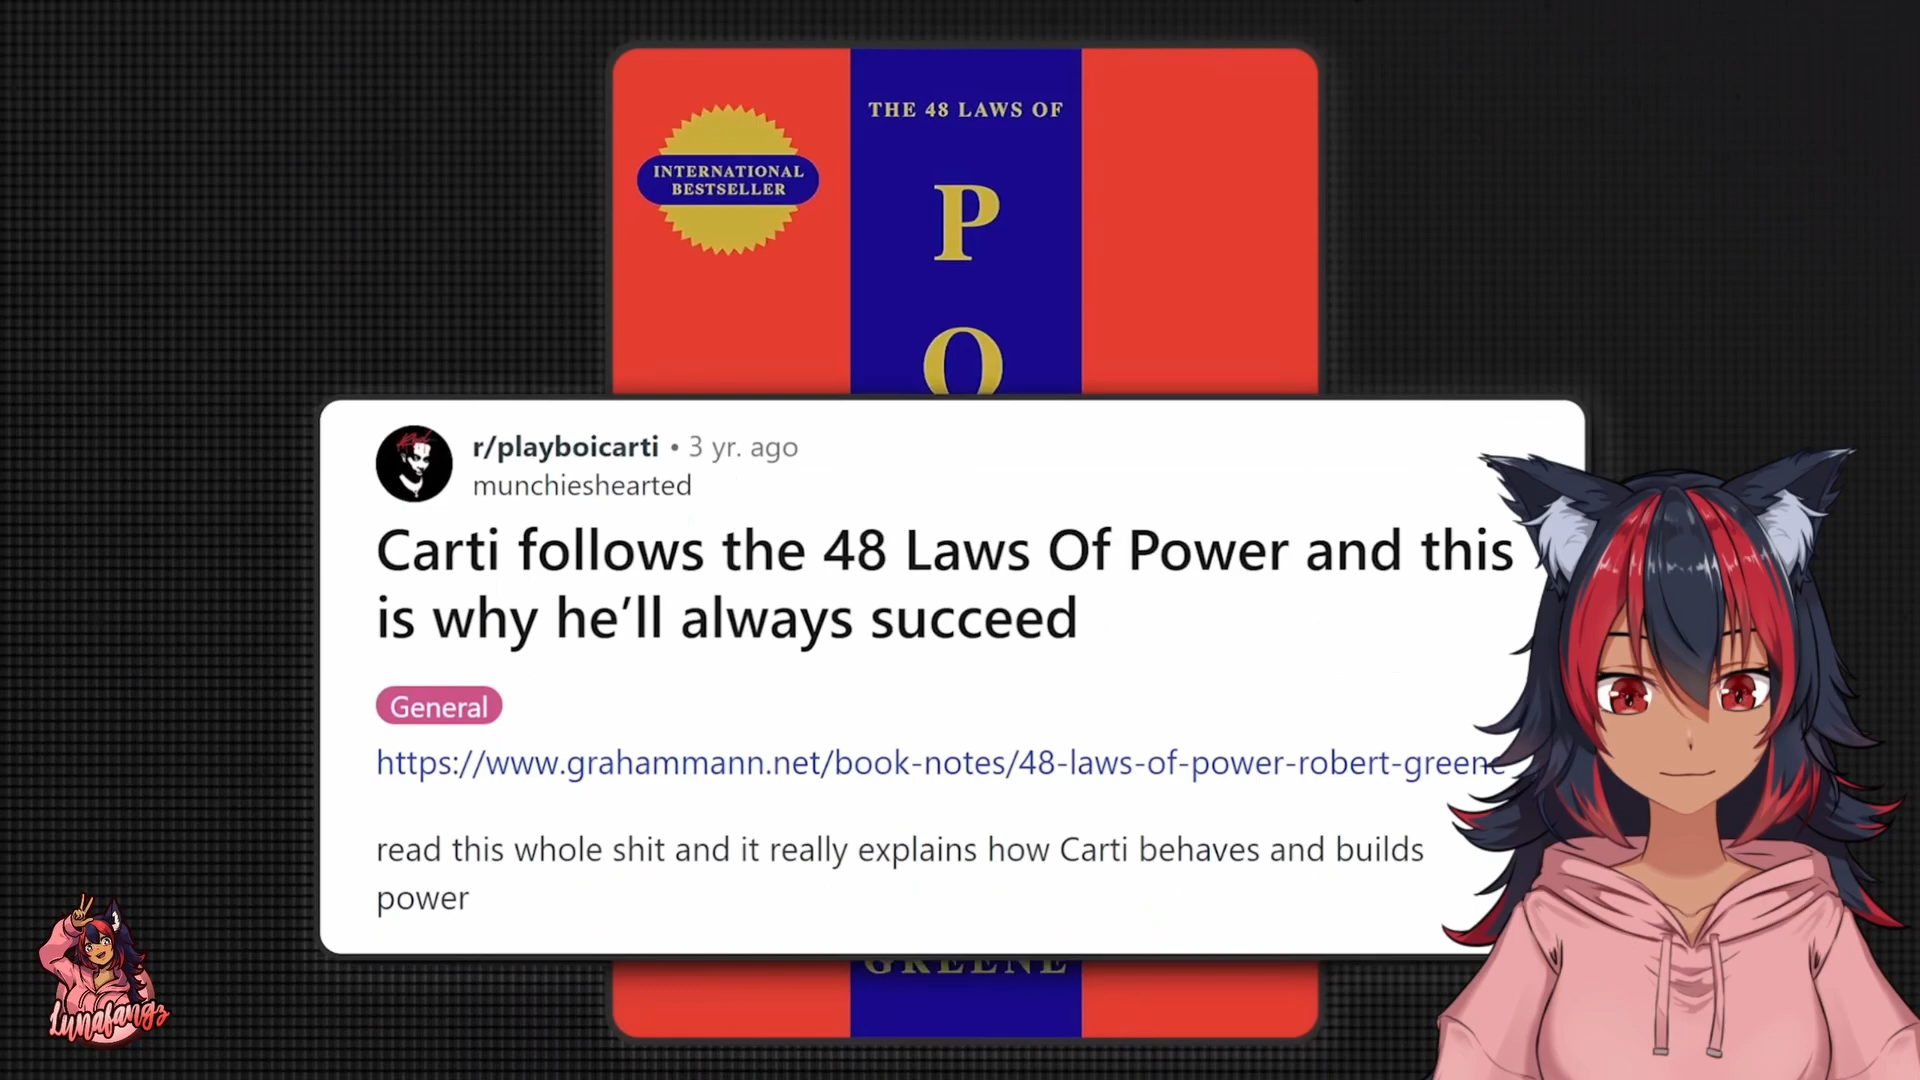 THE 48 LAWS OF
INTERNATIONAL
BESTSELLER
P
O
r/playboicarti • 3 yr. ago
munchieshearted
Carti follows the 48 Laws Of Power and this
is why he’ll always succeed
General
https://www.grahammann.net/book-notes/48-laws-of-power-robert-greene
read this whole shit and it really explains how Carti behaves and builds
power
GREENE
lunafangz